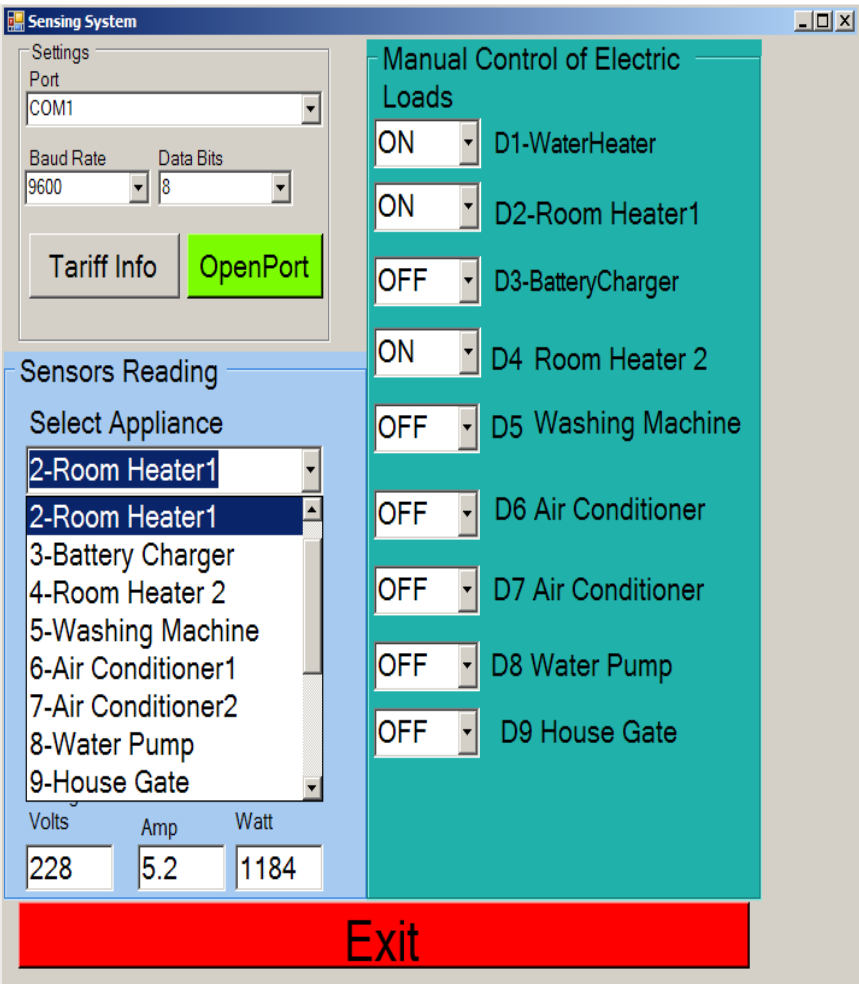 Sensing System
Settings
Port
COM1
Baud Rate Data Bits
9600 8
Tariff Info OpenPort
Sensors Reading
Select Appliance
2-Room Heater1
2-Room Heater1
3-Battery Charger
4-Room Heater 2
5-Washing Machine
6-Air Conditioner1
7-Air Conditioner2
8-Water Pump
9-House Gate
Volts Amp Watt
228 5.2 1184
Manual Control of Electric
Loads
ON D1-WaterHeater
ON D2-Room Heater1
OFF D3-BatteryCharger
ON D4 Room Heater 2
OFF D5 Washing Machine
OFF D6 Air Conditioner
OFF D7 Air Conditioner
OFF D8 Water Pump
OFF D9 House Gate
Exit